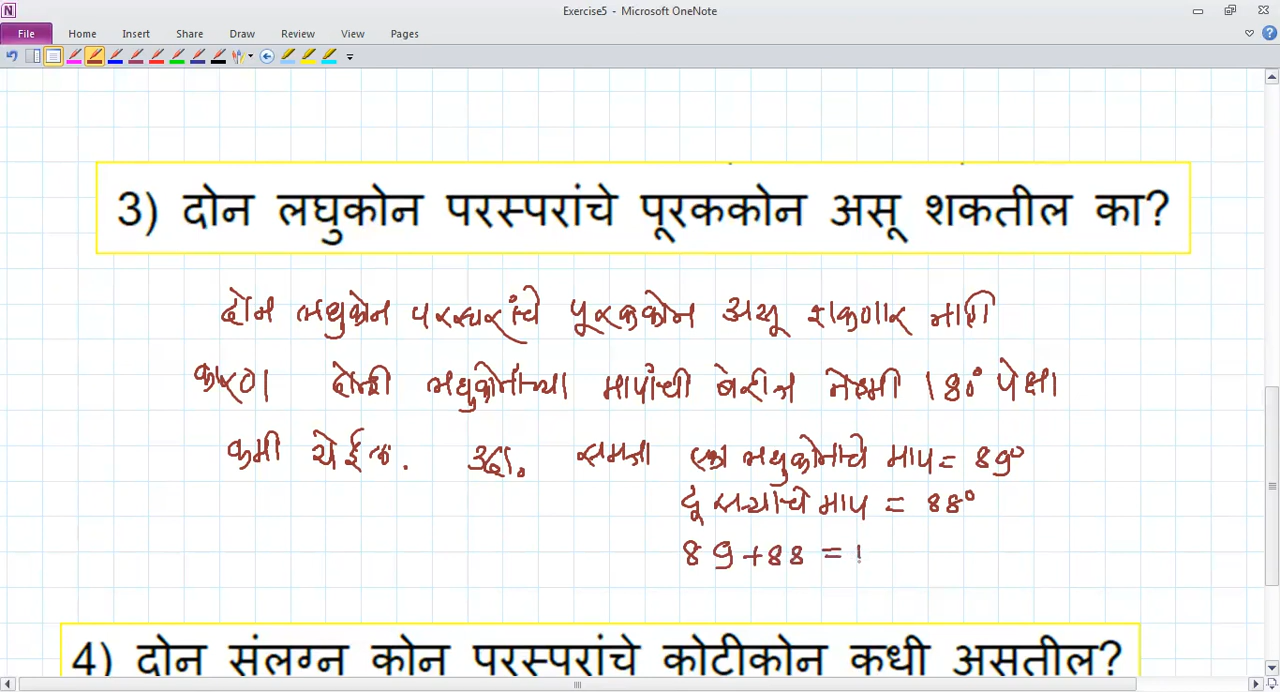 Exercise5 - Microsoft OneNote
File Home Insert Share Draw Review View Pages
3) दोन लघुकोन परस्परांचे पूरककोन असू शकतील का?
दोन लघुकोन परस्परांचे पूरककोन असू शकणार नाही
कारण दोन्ही लघुकोनांच्या मापांची बेरीज नेहमी 180° पेक्षा
कमी येईल. उदा. समजा एका लघुकोनाचे माप = 89°
दूसर्याचे माप = 88°
89+88 = 1
4) दोन संलग्न कोन परस्परांचे कोटीकोन कधी असतील?